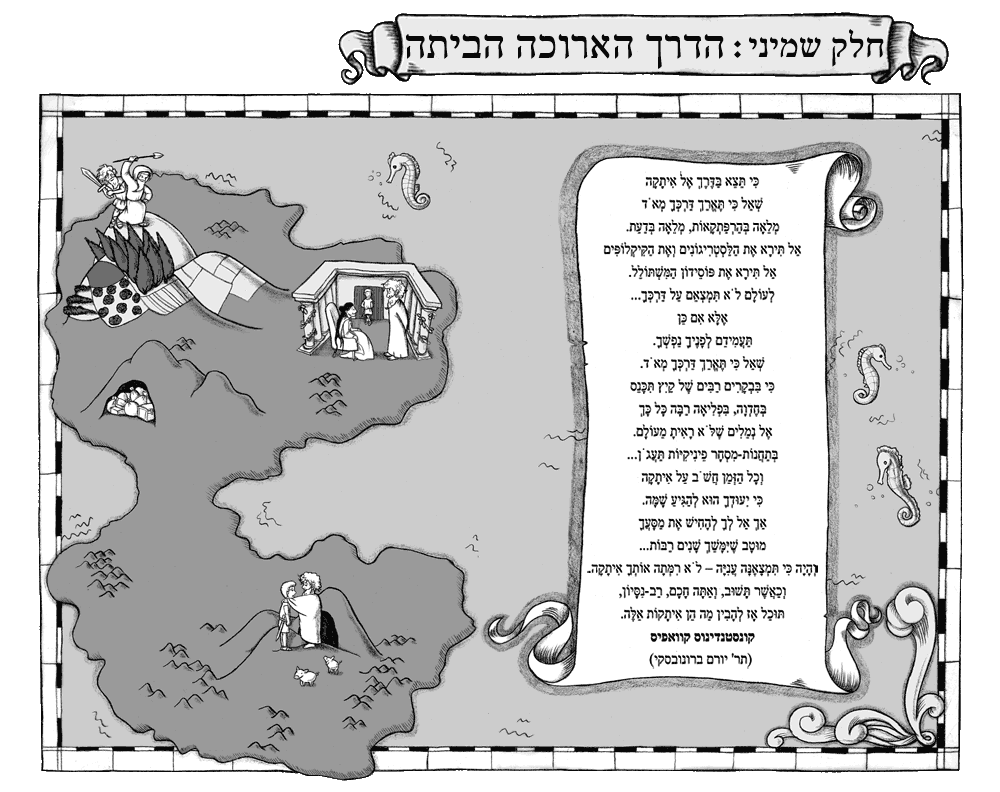 חלק שמיני: הדרך הארוכה הביתה
כִּי תֵּצֵא בַּדֶּרֶךְ אֶל אִיתָקָה
שְׁאַל כִּי תֶּאֱרַךְ דַּרְכְּךָ מְאֹד
מְלֵאָה בְּהַרְפַּתְקָאוֹת, מְלֵאָה בְּדַעַת.
אַל תִּירָא אֶת הַלַּסְטְרִיגוֹנִים וְאֶת הַקִּיקְלוֹפִּים
אַל תִּירָא אֶת פּוֹסֵידוֹן הַמִּשְׁתּוֹלֵל.
לְעוֹלָם לֹא תִּמְצָאֵם עַל דַּרְכְּךָ...
אֶלָּא אִם כֵּן
תַּעֲמִידֵם לְפָנֶיךָ נַפְשְׁךָ.
שְׁאַל כִּי תֶּאֱרַךְ דַּרְכְּךָ מְאֹד.
כִּי בִּבְקָרִים רַבִּים שֶׁל קַיִץ תִּכָּנֵס
בְּחֶדְוָה, בִּפְלִיאָה רַבָּה כָּל כָּךְ
אֶל נְמֵלִים שֶׁלֹּא רָאִיתָ מֵעוֹלָם.
בְּתַחֲנוֹת-מִסְחָר פֵינִיקִיוֹת תַּעֲגֹן...
וְכָל הַזְּמַן חֲשֹׁב עַל אִיתָקָה
כִּי יִעוּדְךָ הוּא לְהַגִּיעַ שָׁמָּה.
אַךְ אַל לְךָ לְהָחִישׁ אֶת מַסָּעֲךָ
מוּטָב שֶׁיִּמָּשֵׁךְ שָׁנִים רַבּוֹת...
וְהָיָה כִּי תִּמְצָאֶנָּה עֲנִיָּה – לֹא רִמְּתָה אוֹתְךָ אִיתָקָה.
וְכַאֲשֶׁר תָּשׁוּב, וְאַתָּה חָכָם, רַב-נִסָּיוֹן,
תּוּכַל אָז לְהָבִין מָה הֵן אִיתָקוֹת אֵלֶּה.
קונסטנדינוס קוואפיס
(תר' יורם ברונובסקי)